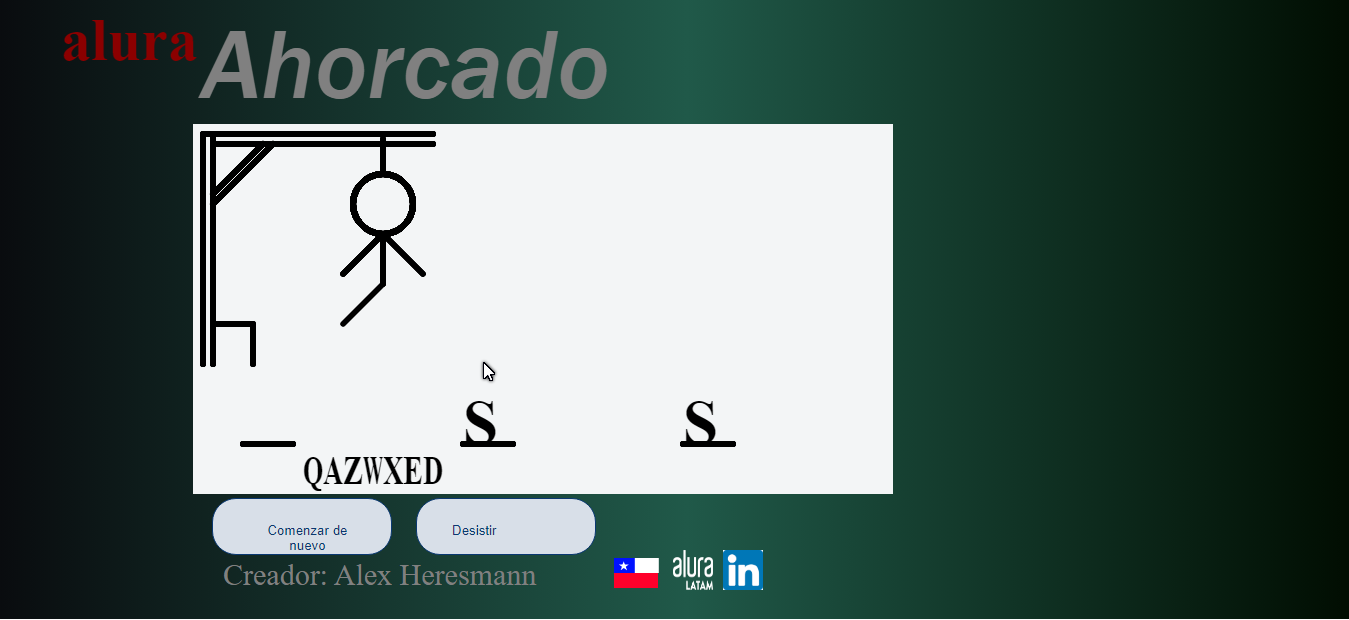 alura Ahorcado
S S
QAZWXED
Comenzar de
nuevo
Desistir
Creador: Alex Heresmann
alura
LATAM
in